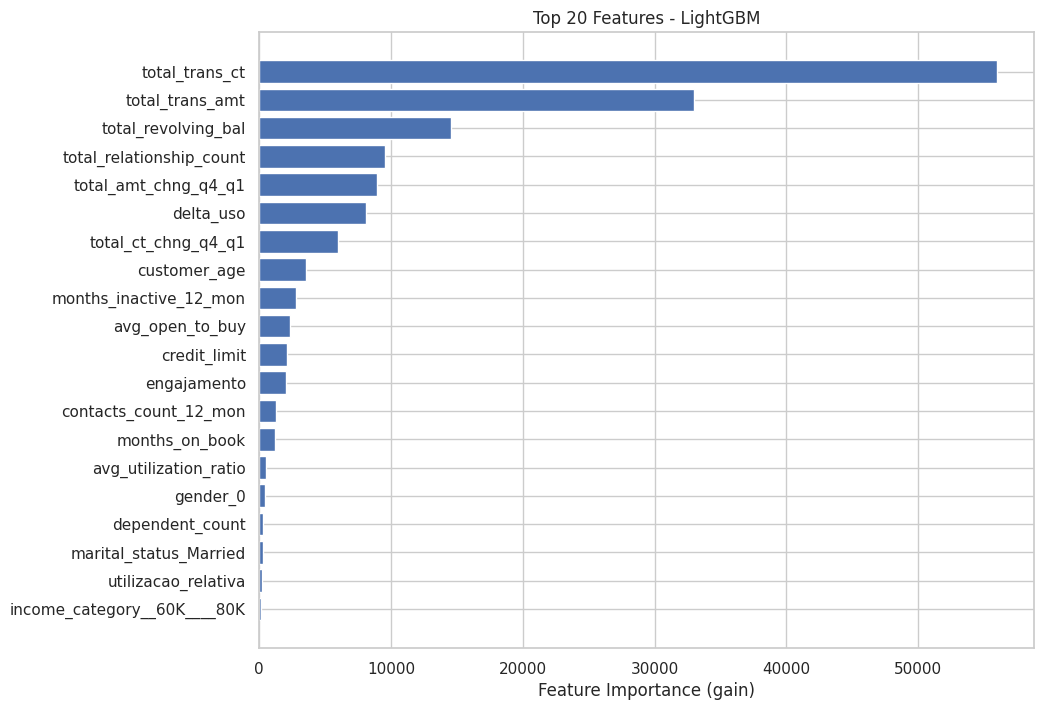 Top 20 Features - LightGBM
total_trans_ct
total_trans_amt
total_revolving_bal
total_relationship_count
total_amt_chng_q4_q1
delta_uso
total_ct_chng_q4_q1
customer_age
months_inactive_12_mon
avg_open_to_buy
credit_limit
engajamento
contacts_count_12_mon
months_on_book
avg_utilization_ratio
gender_0
dependent_count
marital_status_Married
utilizacao_relativa
income_category__60K____80K
0 10000 20000 30000 40000 50000
Feature Importance (gain)